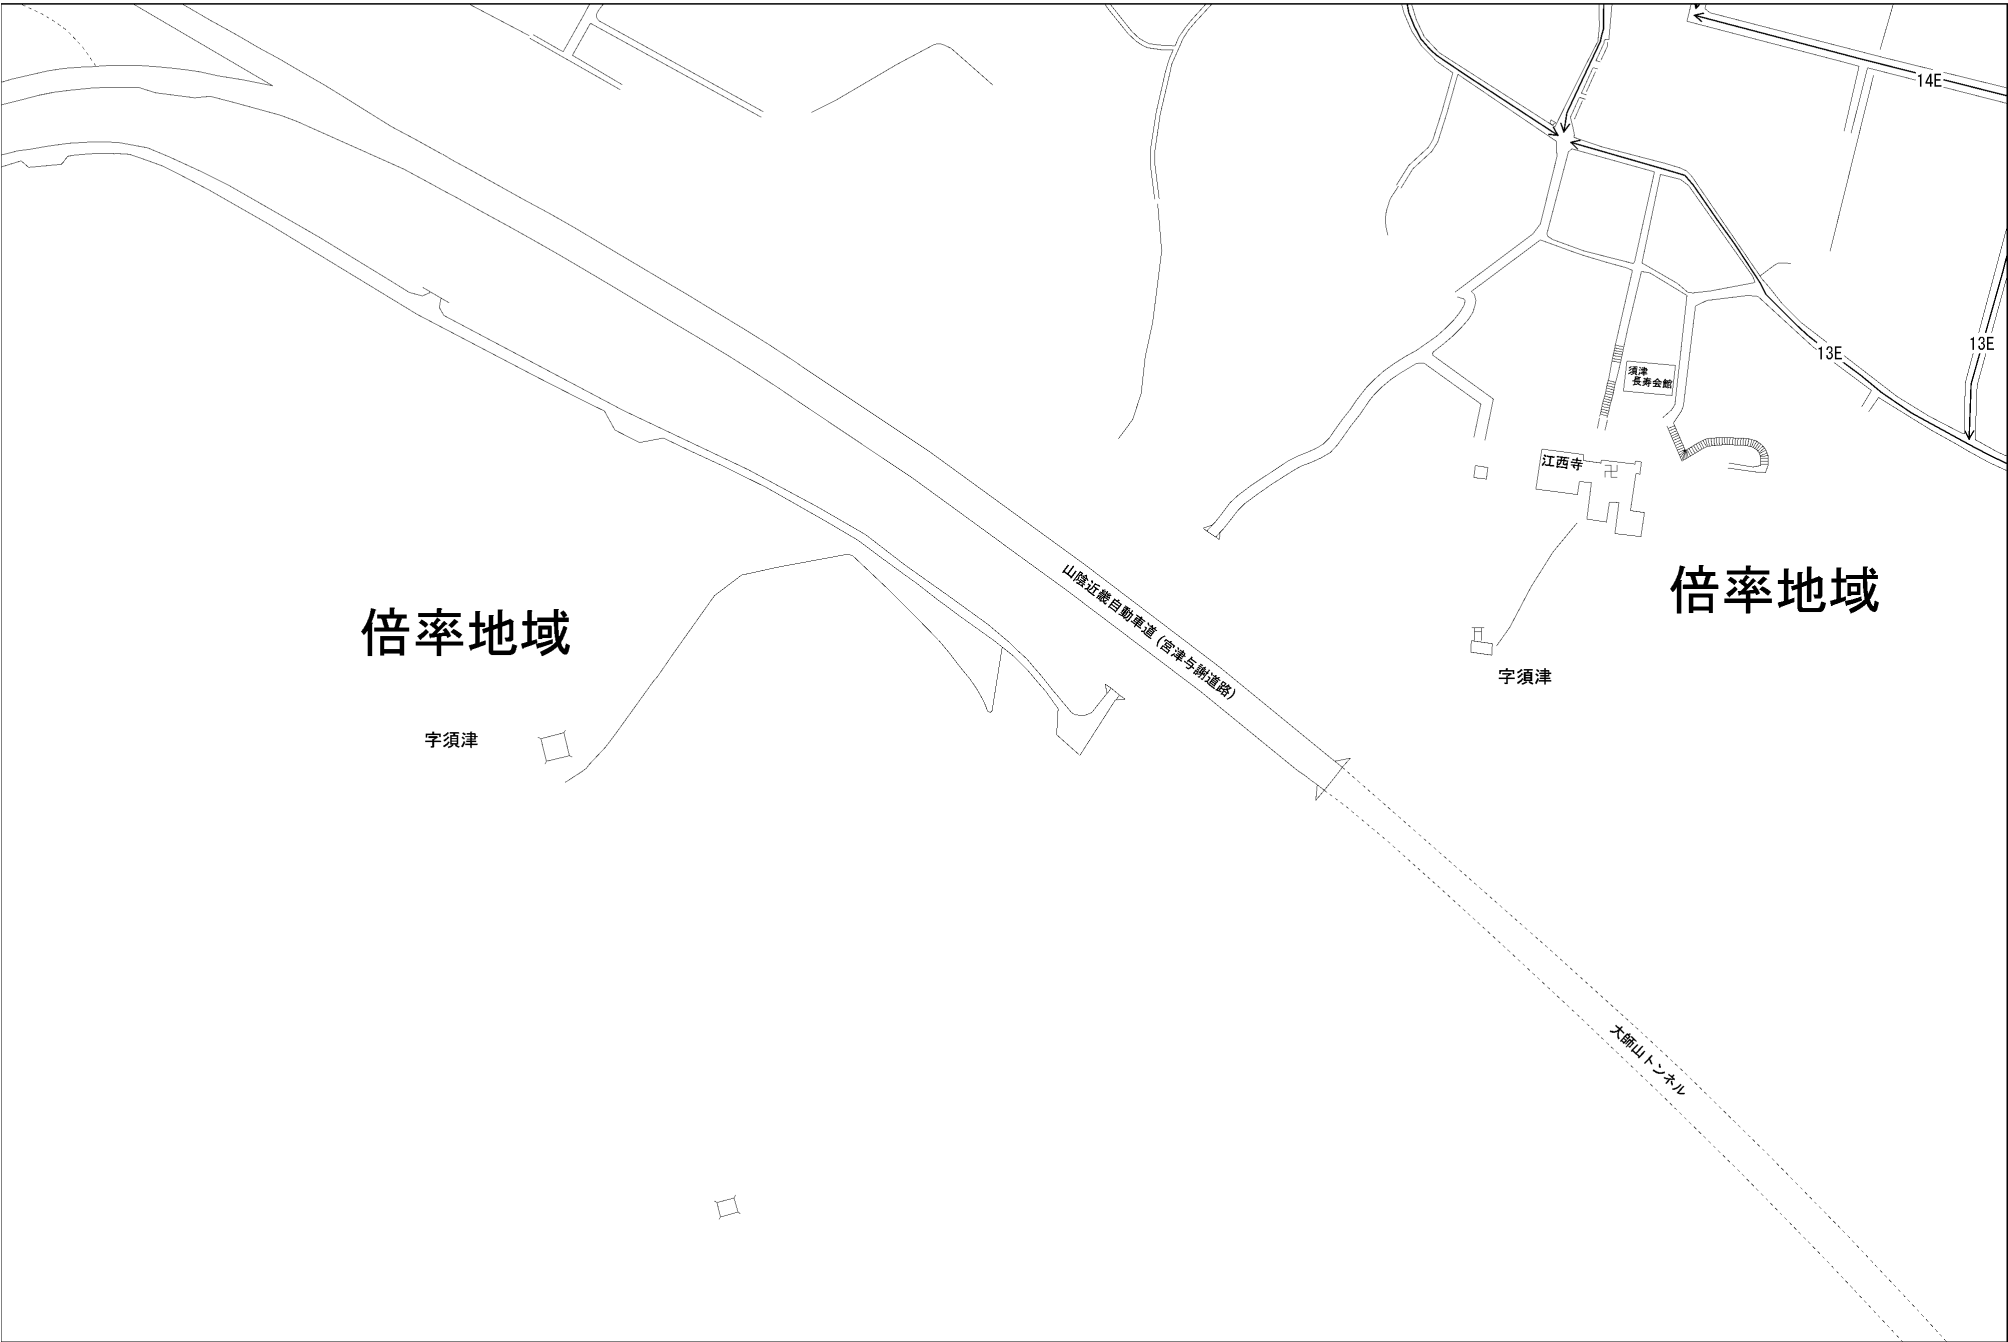 14E
13E
13E
須津
長寿会館
江西寺
山陰近畿自動車道(宮津与謝道路)
倍率地域
倍率地域
字須津
字須津
大師山トンネル